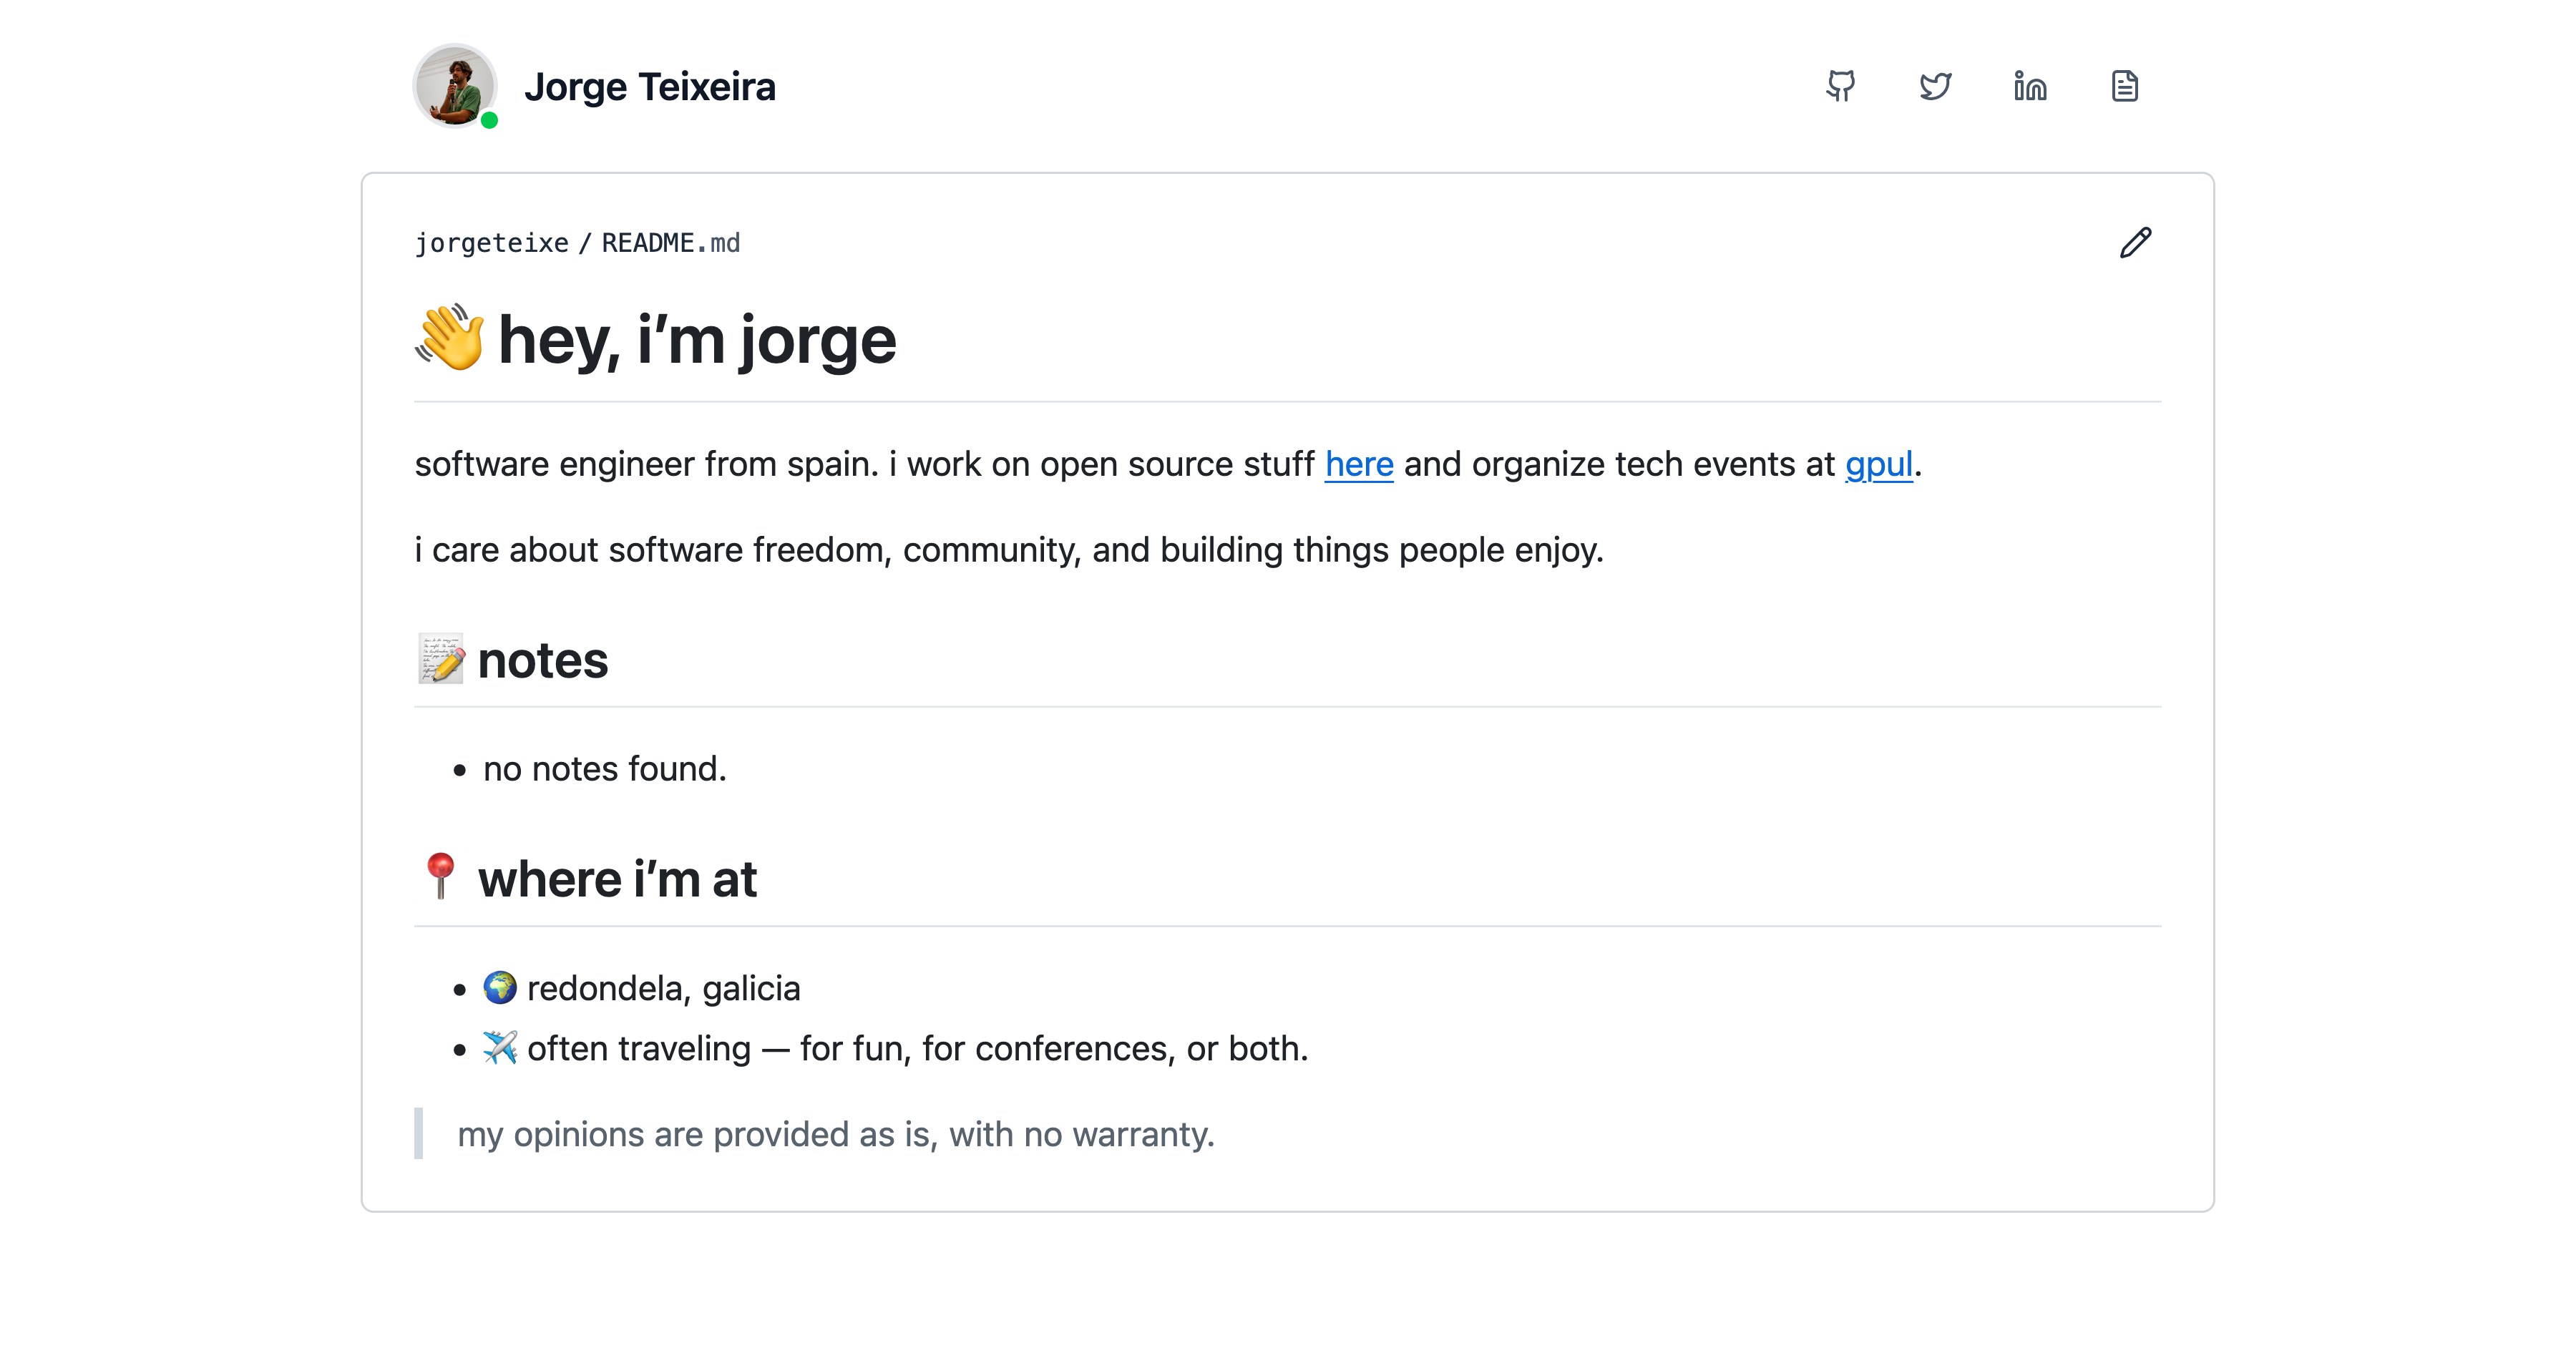 Jorge Teixeira
jorgeteixe / README.md
👋 hey, i’m jorge
software engineer from spain. i work on open source stuff here and organize tech events at gpul.
i care about software freedom, community, and building things people enjoy.
📝 notes
• no notes found.
📍 where i’m at
• 🌍 redondela, galicia
• ✈️ often traveling — for fun, for conferences, or both.
my opinions are provided as is, with no warranty.